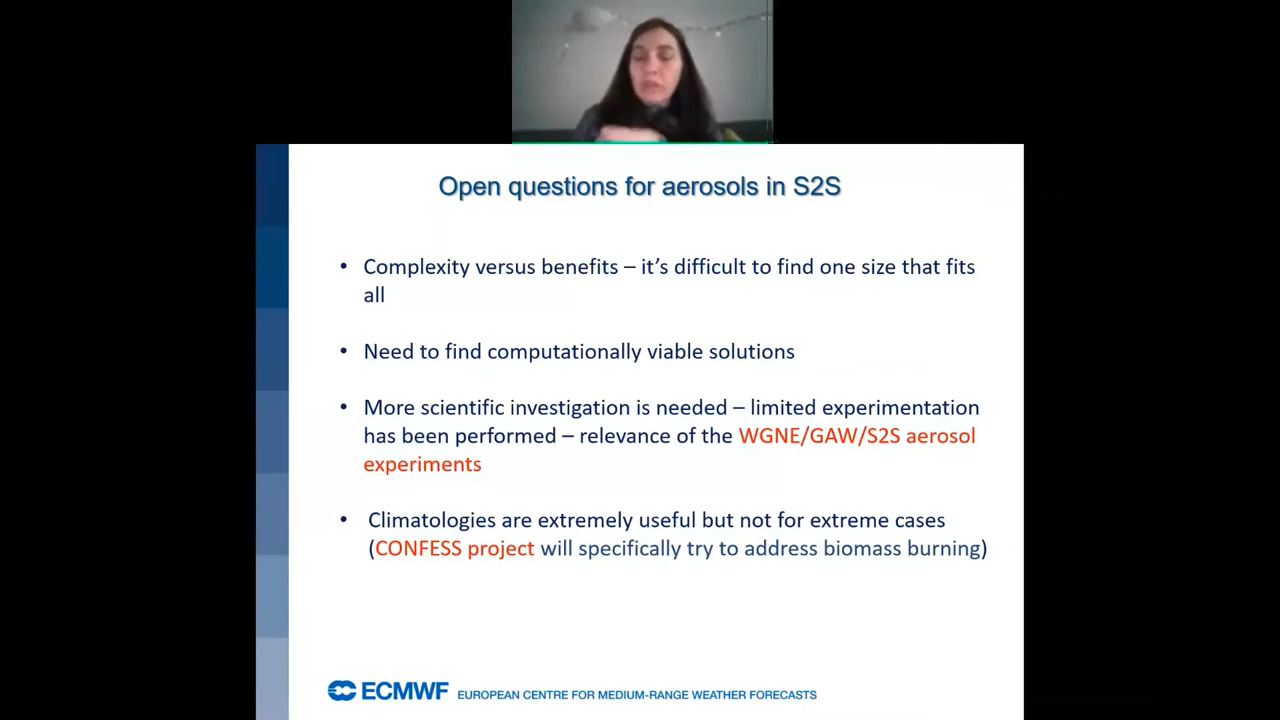 Open questions for aerosols in S2S
• Complexity versus benefits – it’s difficult to find one size that fits
all
• Need to find computationally viable solutions
• More scientific investigation is needed – limited experimentation
has been performed – relevance of the WGNE/GAW/S2S aerosol
experiments
• Climatologies are extremely useful but not for extreme cases
(CONFESS project will specifically try to address biomass burning)
ECMWF EUROPEAN CENTRE FOR MEDIUM-RANGE WEATHER FORECASTS